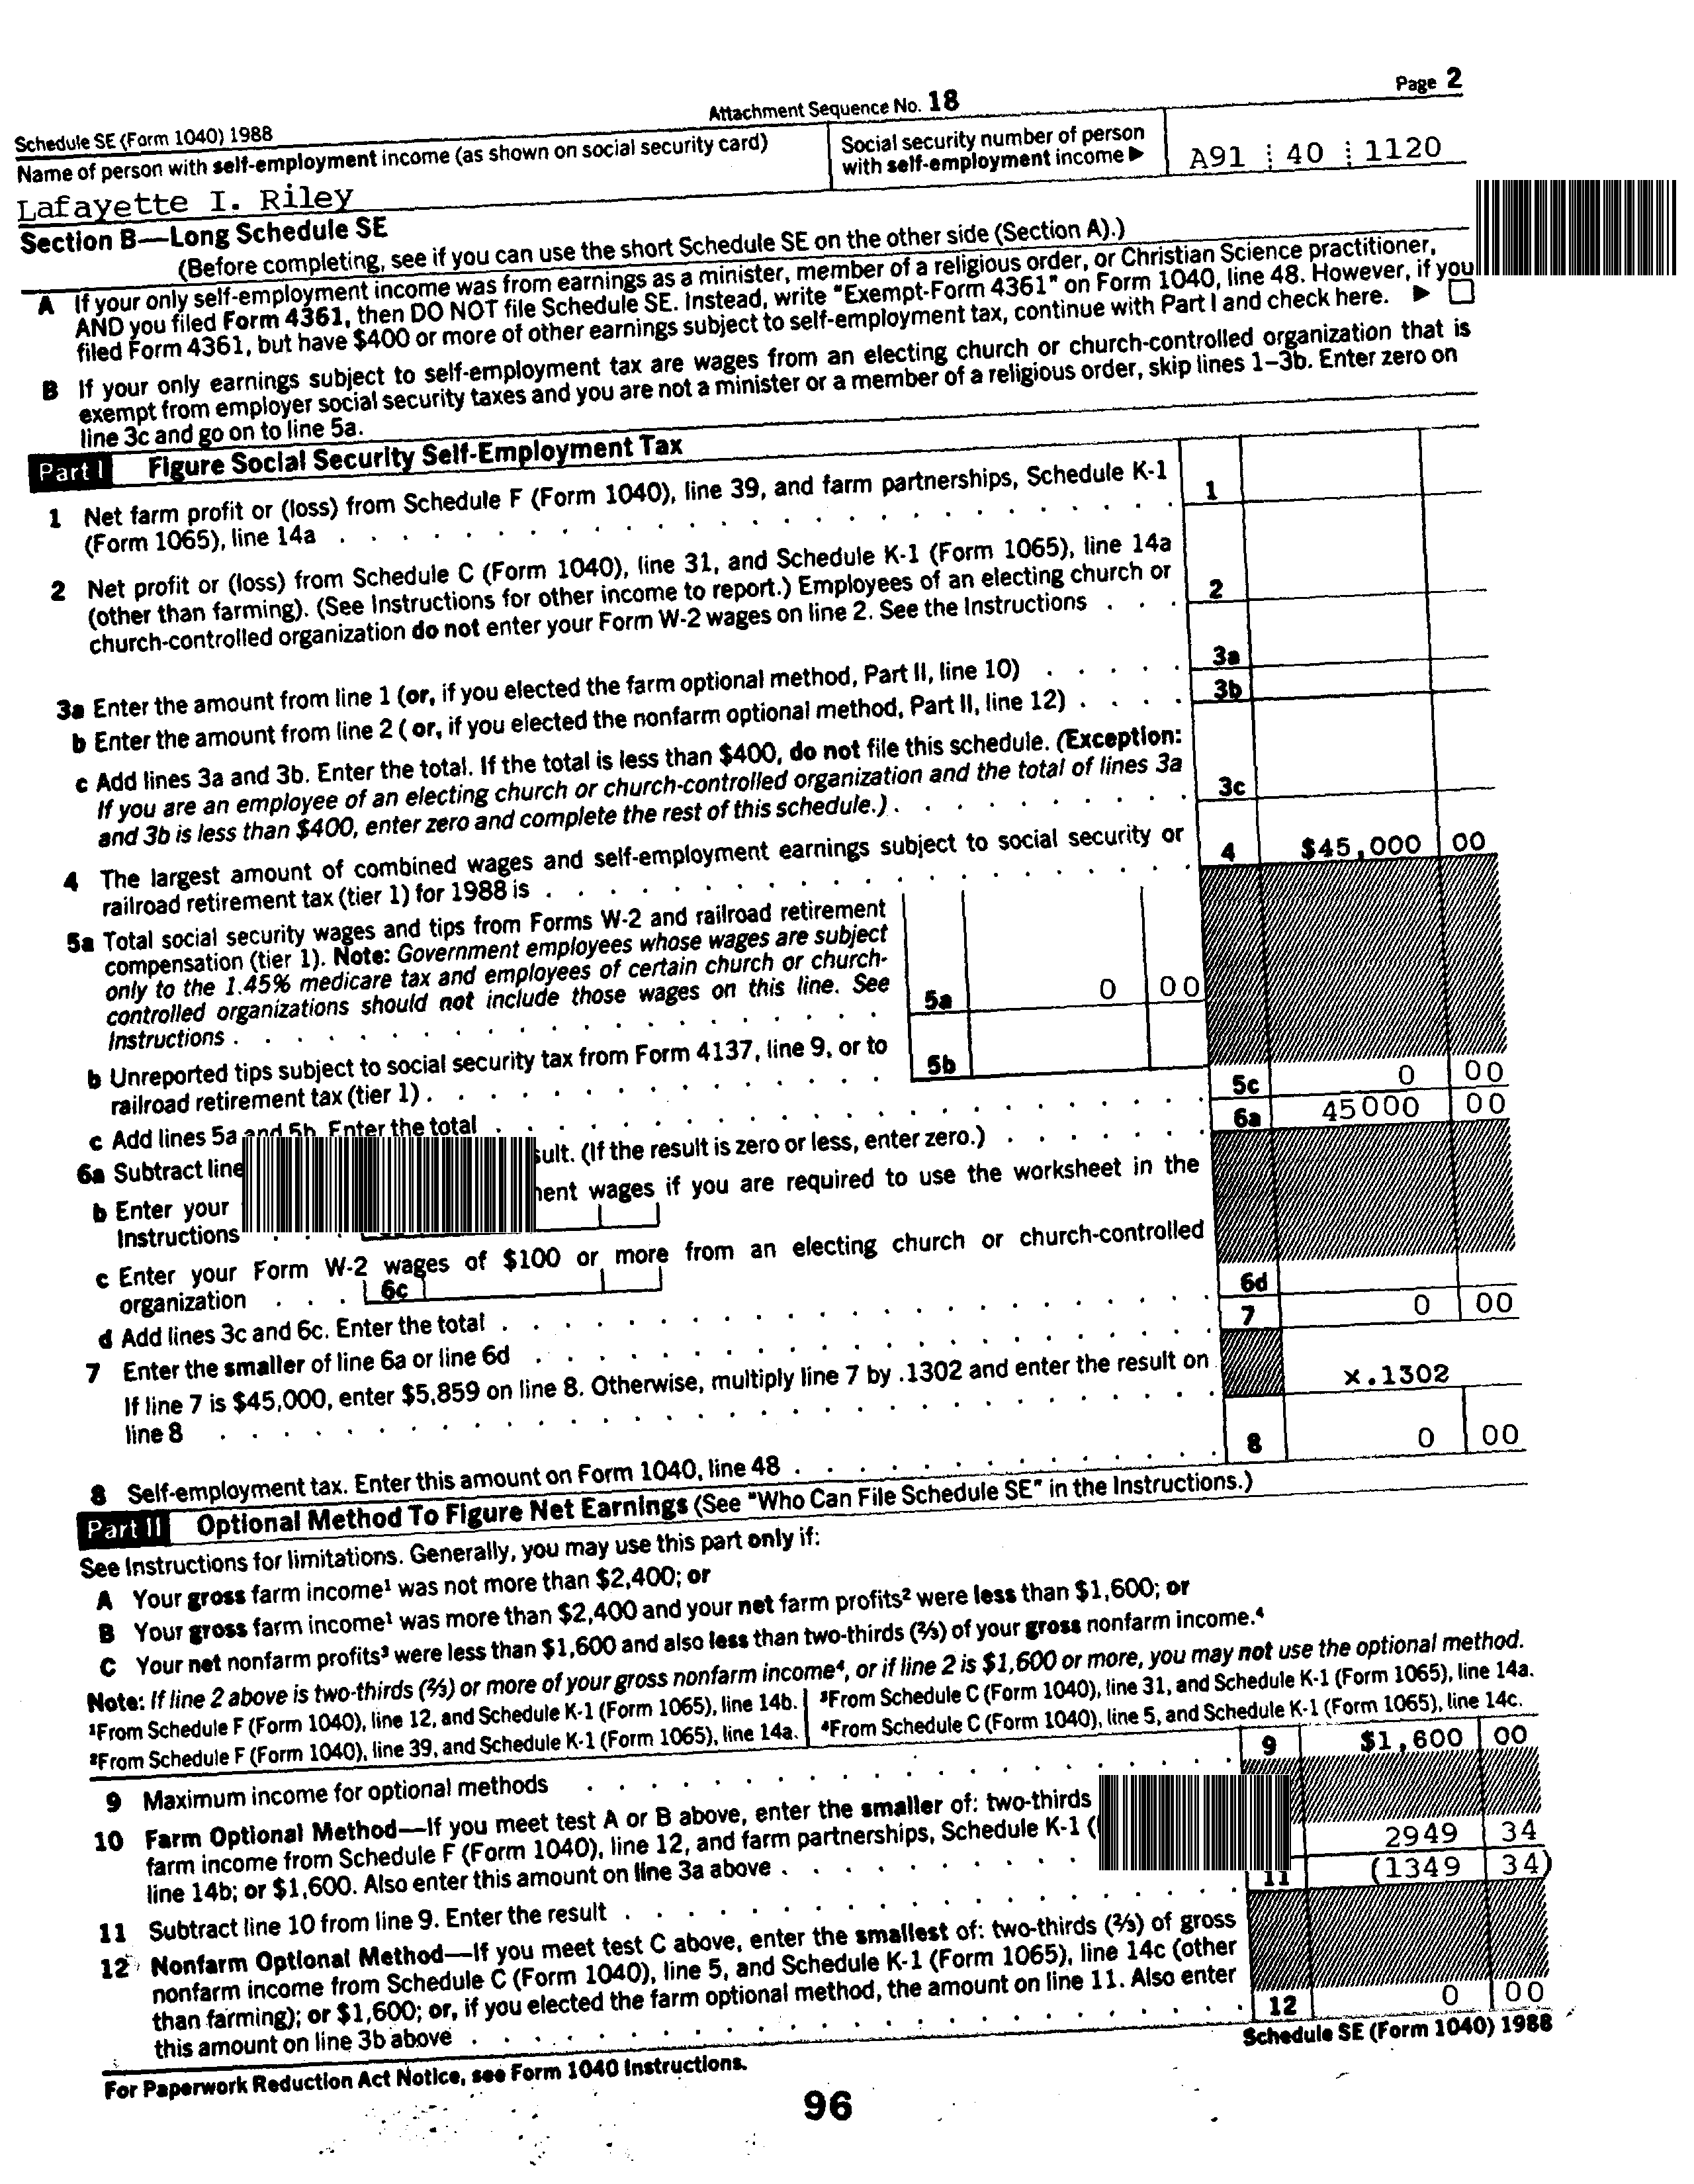 Page 2
Attachment Sequence No. 18
Schedule SE (Form 1040) 1988
Name of person with self-employment income (as shown on social security card)
Social security number of person
with self-employment income ▶
A91 40 1120
Lafayette I. Riley
Section B—Long Schedule SE
(Before completing, see if you can use the short Schedule SE on the other side (Section A).)
A If your only self-employment income was from earnings as a minister, member of a religious order, or Christian Science practitioner,
AND you filed Form 4361, then DO NOT file Schedule SE. Instead, write "Exempt-Form 4361" on Form 1040, line 48. However, if you
filed Form 4361, but have $400 or more of other earnings subject to self-employment tax, continue with Part I and check here. ▶
B If your only earnings subject to self-employment tax are wages from an electing church or church-controlled organization that is
exempt from employer social security taxes and you are not a minister or a member of a religious order, skip lines 1–3b. Enter zero on
line 3c and go on to line 5a.
Part I Figure Social Security Self-Employment Tax
1 Net farm profit or (loss) from Schedule F (Form 1040), line 39, and farm partnerships, Schedule K-1
(Form 1065), line 14a . . . 1
2 Net profit or (loss) from Schedule C (Form 1040), line 31, and Schedule K-1 (Form 1065), line 14a
(other than farming). (See Instructions for other income to report.) Employees of an electing church or
church-controlled organization do not enter your Form W-2 wages on line 2. See the Instructions . . . 2
3a Enter the amount from line 1 (or, if you elected the farm optional method, Part II, line 10) . . . 3a
b Enter the amount from line 2 ( or, if you elected the nonfarm optional method, Part II, line 12) . . . 3b
c Add lines 3a and 3b. Enter the total. If the total is less than $400, do not file this schedule. (Exception:
If you are an employee of an electing church or church-controlled organization and the total of lines 3a
and 3b is less than $400, enter zero and complete the rest of this schedule.) . . . 3c
4 The largest amount of combined wages and self-employment earnings subject to social security or
railroad retirement tax (tier 1) for 1988 is . . . 4 $45,000 00
5a Total social security wages and tips from Forms W-2 and railroad retirement
compensation (tier 1). Note: Government employees whose wages are subject
only to the 1.45% medicare tax and employees of certain church or church-
controlled organizations should not include those wages on this line. See
Instructions . . . 5a 0 00
b Unreported tips subject to social security tax from Form 4137, line 9, or to
railroad retirement tax (tier 1) . . . 5b
c Add lines 5a and 5b. Enter the total . . . 5c 0 00
6a Subtract line sult. (If the result is zero or less, enter zero.) . . . 6a 45000 00
b Enter your wages if you are required to use the worksheet in the
Instructions . . .
c Enter your Form W-2 wages of $100 or more from an electing church or church-controlled
organization . . . 6c
d Add lines 3c and 6c. Enter the total . . . 6d
7 Enter the smaller of line 6a or line 6d . . . 7 0 00
If line 7 is $45,000, enter $5,859 on line 8. Otherwise, multiply line 7 by .1302 and enter the result on
line 8 . . . x.1302
8 Self-employment tax. Enter this amount on Form 1040, line 48 . . . 8 0 00
Part II Optional Method To Figure Net Earnings (See "Who Can File Schedule SE" in the Instructions.)
See Instructions for limitations. Generally, you may use this part only if:
A Your gross farm income¹ was not more than $2,400; or
B Your gross farm income¹ was more than $2,400 and your net farm profits² were less than $1,600; or
C Your net nonfarm profits³ were less than $1,600 and also less than two-thirds (⅔) of your gross nonfarm income.⁴
Note: If line 2 above is two-thirds (⅔) or more of your gross nonfarm income⁴, or if line 2 is $1,600 or more, you may not use the optional method.
¹From Schedule F (Form 1040), line 12, and Schedule K-1 (Form 1065), line 14b.
³From Schedule C (Form 1040), line 31, and Schedule K-1 (Form 1065), line 14a.
²From Schedule F (Form 1040), line 39, and Schedule K-1 (Form 1065), line 14a.
⁴From Schedule C (Form 1040), line 5, and Schedule K-1 (Form 1065), line 14c.
9 Maximum income for optional methods . . . 9 $1,600 00
10 Farm Optional Method—If you meet test A or B above, enter the smaller of: two-thirds
farm income from Schedule F (Form 1040), line 12, and farm partnerships, Schedule K-1 (
line 14b; or $1,600. Also enter this amount on line 3a above . . . 2949 34
11 Subtract line 10 from line 9. Enter the result . . . 11 (1349 34)
12 Nonfarm Optional Method—If you meet test C above, enter the smallest of: two-thirds (⅔) of gross
nonfarm income from Schedule C (Form 1040), line 5, and Schedule K-1 (Form 1065), line 14c (other
than farming); or $1,600; or, if you elected the farm optional method, the amount on line 11. Also enter
this amount on line 3b above . . . 12 0 00
Schedule SE (Form 1040) 1988
For Paperwork Reduction Act Notice, see Form 1040 Instructions.
96